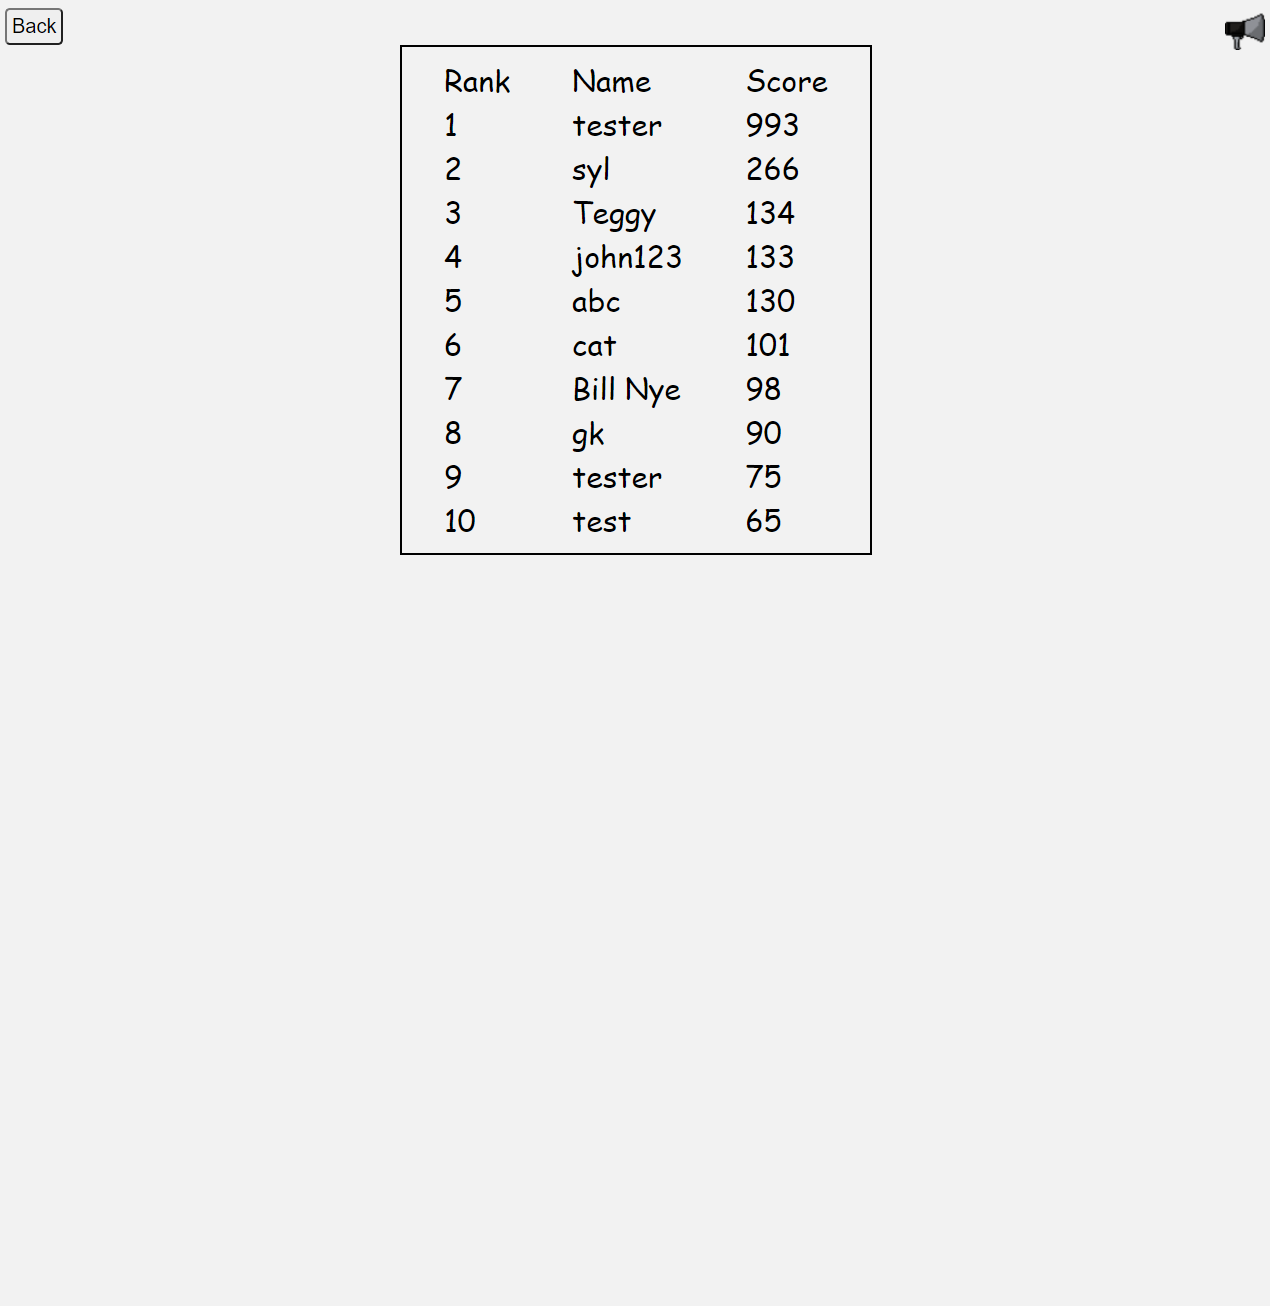 Back
Rank Name Score
1 tester 993
2 syl 266
3 Teggy 134
4 john123 133
5 abc 130
6 cat 101
7 Bill Nye 98
8 gk 90
9 tester 75
10 test 65